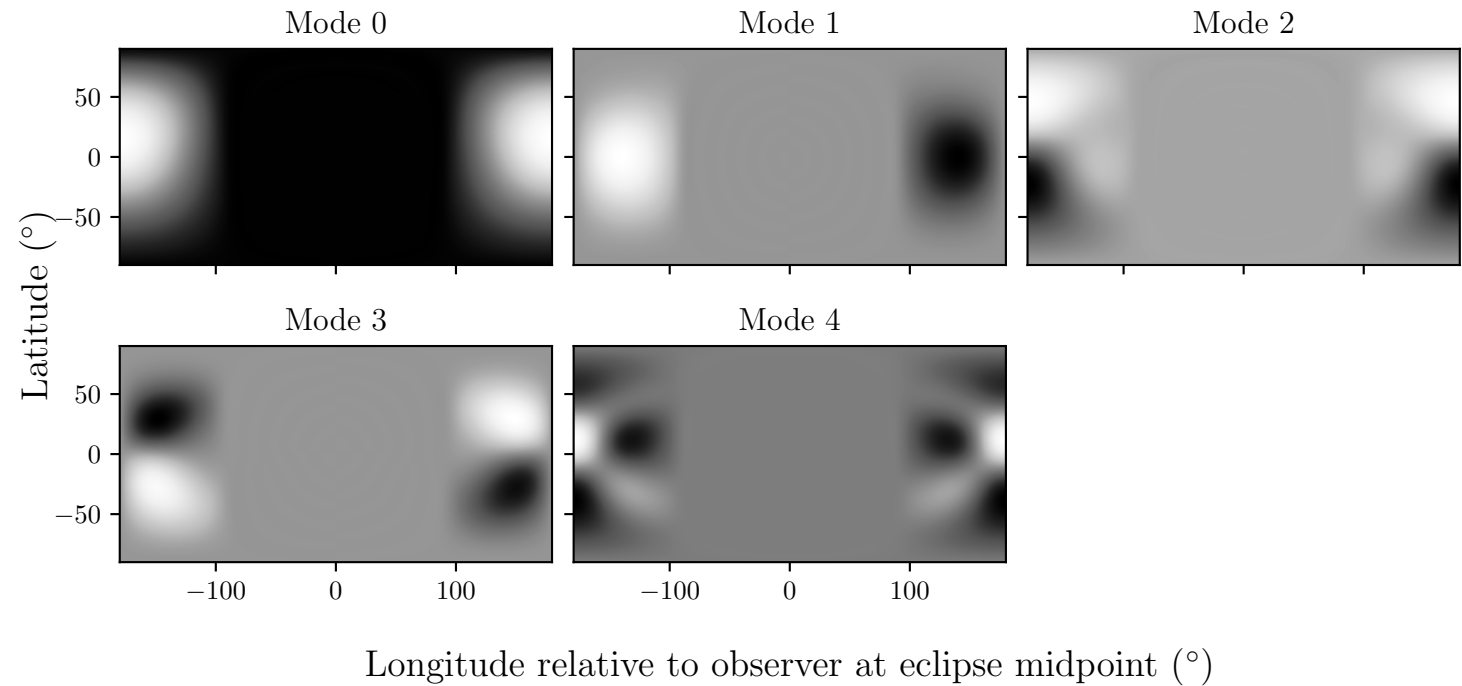 Mode 0
Mode 1
Mode 2
50
0
−50
Mode 3
Mode 4
50
0
−50
−100
0
100
−100
0
100
Latitude (°)
Longitude relative to observer at eclipse midpoint (°)